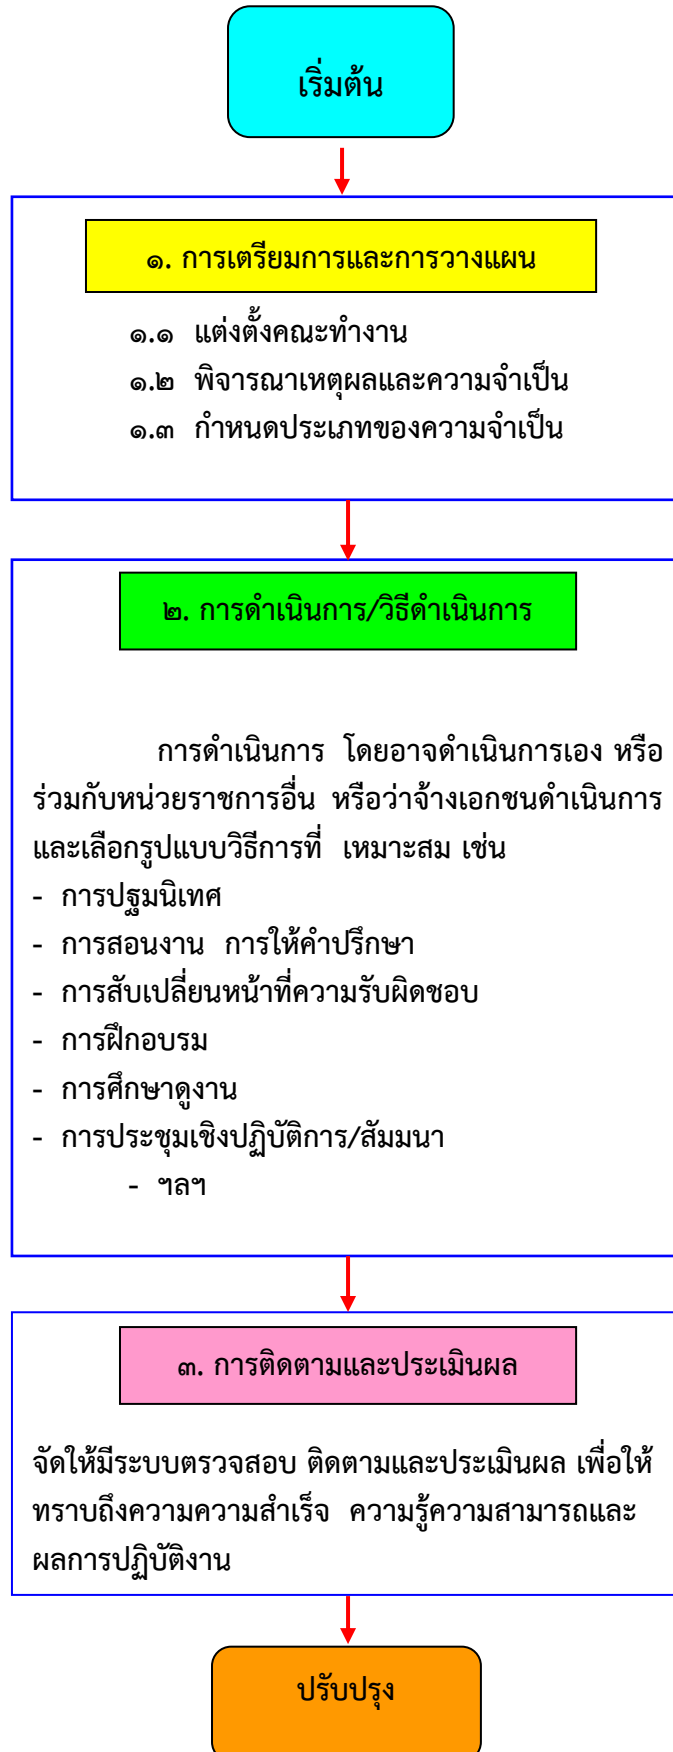 เริ่มต้น
๑. การเตรียมการและการวางแผน
๑.๑ แต่งตั้งคณะทำงาน
๑.๒ พิจารณาเหตุผลและความจำเป็น
๑.๓ กำหนดประเภทของความจำเป็น
๒. การดำเนินการ/วิธีดำเนินการ
การดำเนินการ โดยอาจดำเนินการเอง หรือ
ร่วมกับหน่วยราชการอื่น หรือว่าจ้างเอกชนดำเนินการ
และเลือกรูปแบบวิธีการที่ เหมาะสม เช่น
- การปฐมนิเทศ
- การสอนงาน การให้คำปรึกษา
- การสับเปลี่ยนหน้าที่ความรับผิดชอบ
- การฝึกอบรม
- การศึกษาดูงาน
- การประชุมเชิงปฏิบัติการ/สัมมนา
- ฯลฯ
๓. การติดตามและประเมินผล
จัดให้มีระบบตรวจสอบ ติดตามและประเมินผล เพื่อให้
ทราบถึงความความสำเร็จ ความรู้ความสามารถและ
ผลการปฏิบัติงาน
ปรับปรุง